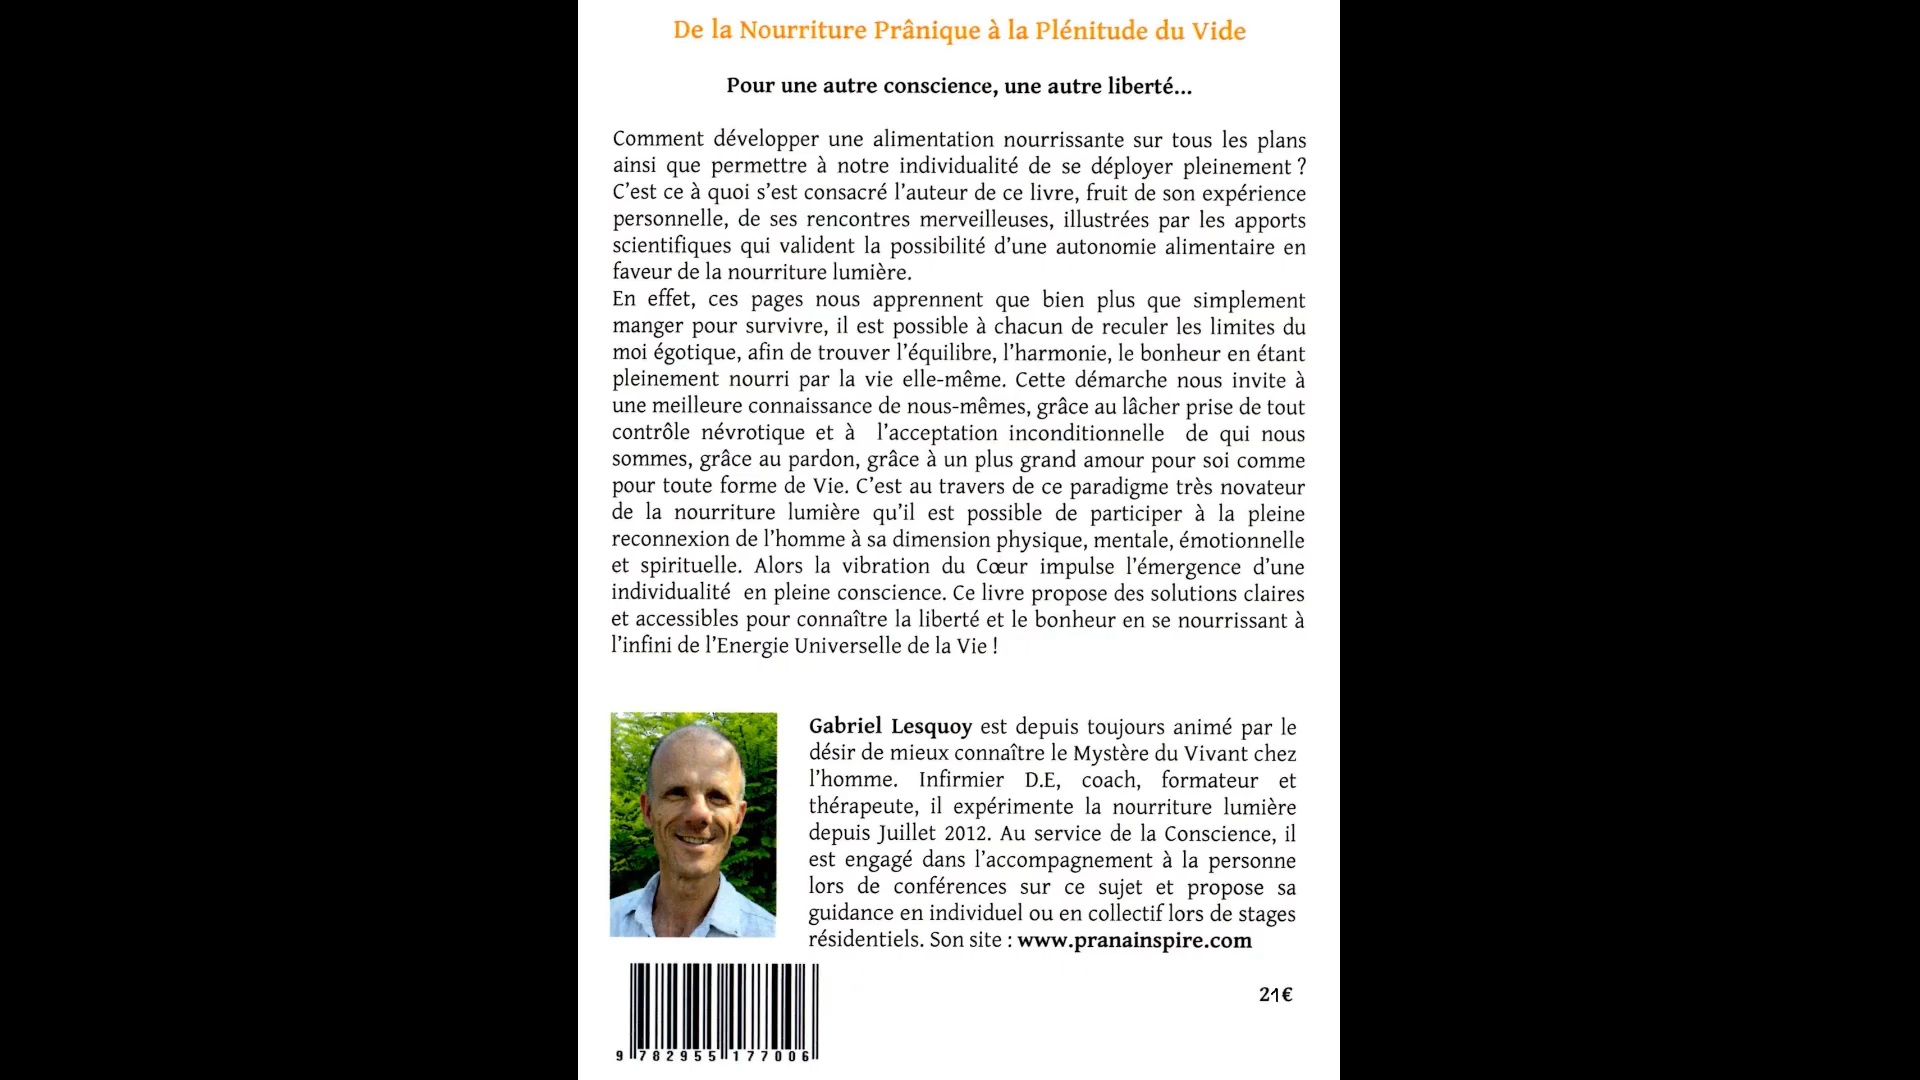 De la Nourriture Prânique à la Plénitude du Vide
Pour une autre conscience, une autre liberté...
Comment développer une alimentation nourrissante sur tous les plans
ainsi que permettre à notre individualité de se déployer pleinement ?
C'est ce à quoi s'est consacré l'auteur de ce livre, fruit de son expérience
personnelle, de ses rencontres merveilleuses, illustrées par les apports
scientifiques qui valident la possibilité d'une autonomie alimentaire en
faveur de la nourriture lumière.
En effet, ces pages nous apprennent que bien plus que simplement
manger pour survivre, il est possible à chacun de reculer les limites du
moi égotique, afin de trouver l'équilibre, l'harmonie, le bonheur en étant
pleinement nourri par la vie elle-même. Cette démarche nous invite à
une meilleure connaissance de nous-mêmes, grâce au lâcher prise de tout
contrôle névrotique et à l'acceptation inconditionnelle de qui nous
sommes, grâce au pardon, grâce à un plus grand amour pour soi comme
pour toute forme de Vie. C'est au travers de ce paradigme très novateur
de la nourriture lumière qu'il est possible de participer à la pleine
reconnexion de l'homme à sa dimension physique, mentale, émotionnelle
et spirituelle. Alors la vibration du Cœur impulse l'émergence d'une
individualité en pleine conscience. Ce livre propose des solutions claires
et accessibles pour connaître la liberté et le bonheur en se nourrissant à
l'infini de l'Energie Universelle de la Vie !
Gabriel Lesquoy est depuis toujours animé par le
désir de mieux connaître le Mystère du Vivant chez
l'homme. Infirmier D.E, coach, formateur et
thérapeute, il expérimente la nourriture lumière
depuis Juillet 2012. Au service de la Conscience, il
est engagé dans l'accompagnement à la personne
lors de conférences sur ce sujet et propose sa
guidance en individuel ou en collectif lors de stages
résidentiels. Son site : www.pranainspire.com
21€
9 782955 177006